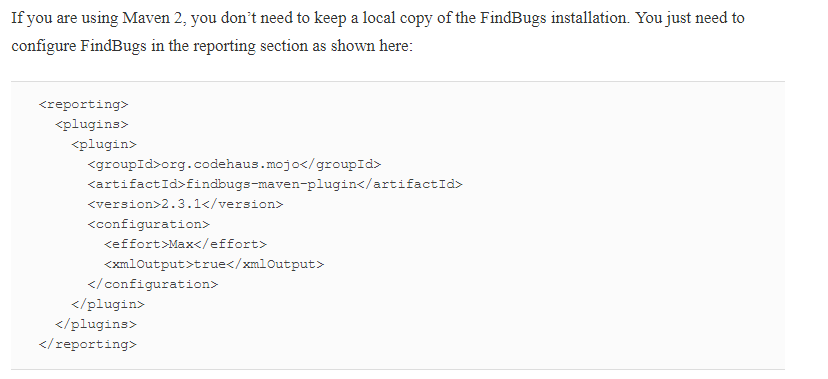 If you are using Maven 2, you don’t need to keep a local copy of the FindBugs installation. You just need to
configure FindBugs in the reporting section as shown here:
<reporting>
  <plugins>
    <plugin>
      <groupId>org.codehaus.mojo</groupId>
      <artifactId>findbugs-maven-plugin</artifactId>
      <version>2.3.1</version>
      <configuration>
        <effort>Max</effort>
        <xmlOutput>true</xmlOutput>
      </configuration>
    </plugin>
  </plugins>
</reporting>